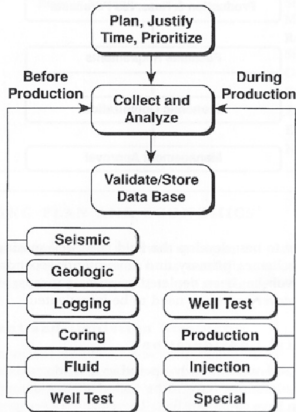 Plan, Justify
Time, Prioritize
Before
Production
During
Production
Collect and
Analyze
Validate/Store
Data Base
Seismic
Geologic
Logging
Coring
Fluid
Well Test
Well Test
Production
Injection
Special